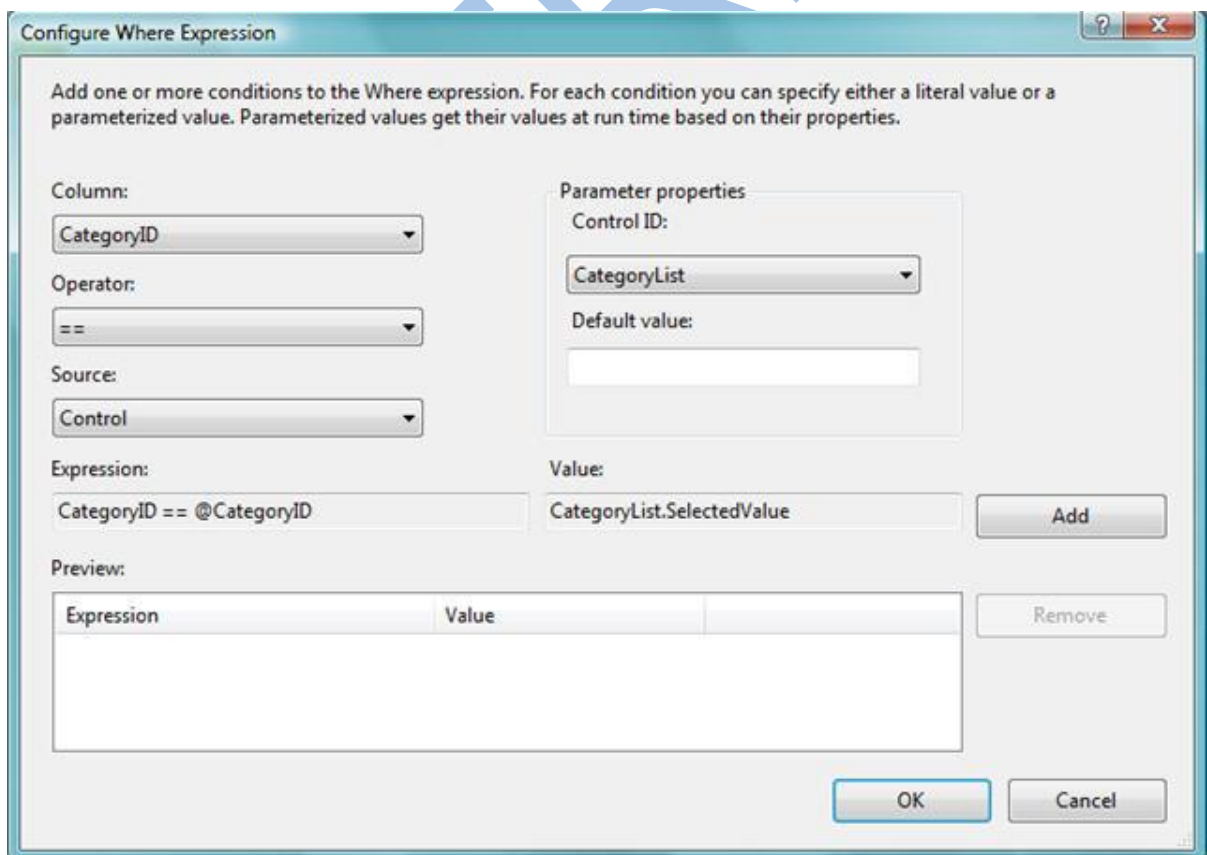 Configure Where Expression
Add one or more conditions to the Where expression. For each condition you can specify either a literal value or a
parameterized value. Parameterized values get their values at run time based on their properties.
Column:
CategoryID
Operator:
==
Source:
Control
Parameter properties
Control ID:
CategoryList
Default value:
Expression:
CategoryID == @CategoryID
Value:
CategoryList.SelectedValue
Add
Preview:
Expression Value
Remove
OK
Cancel